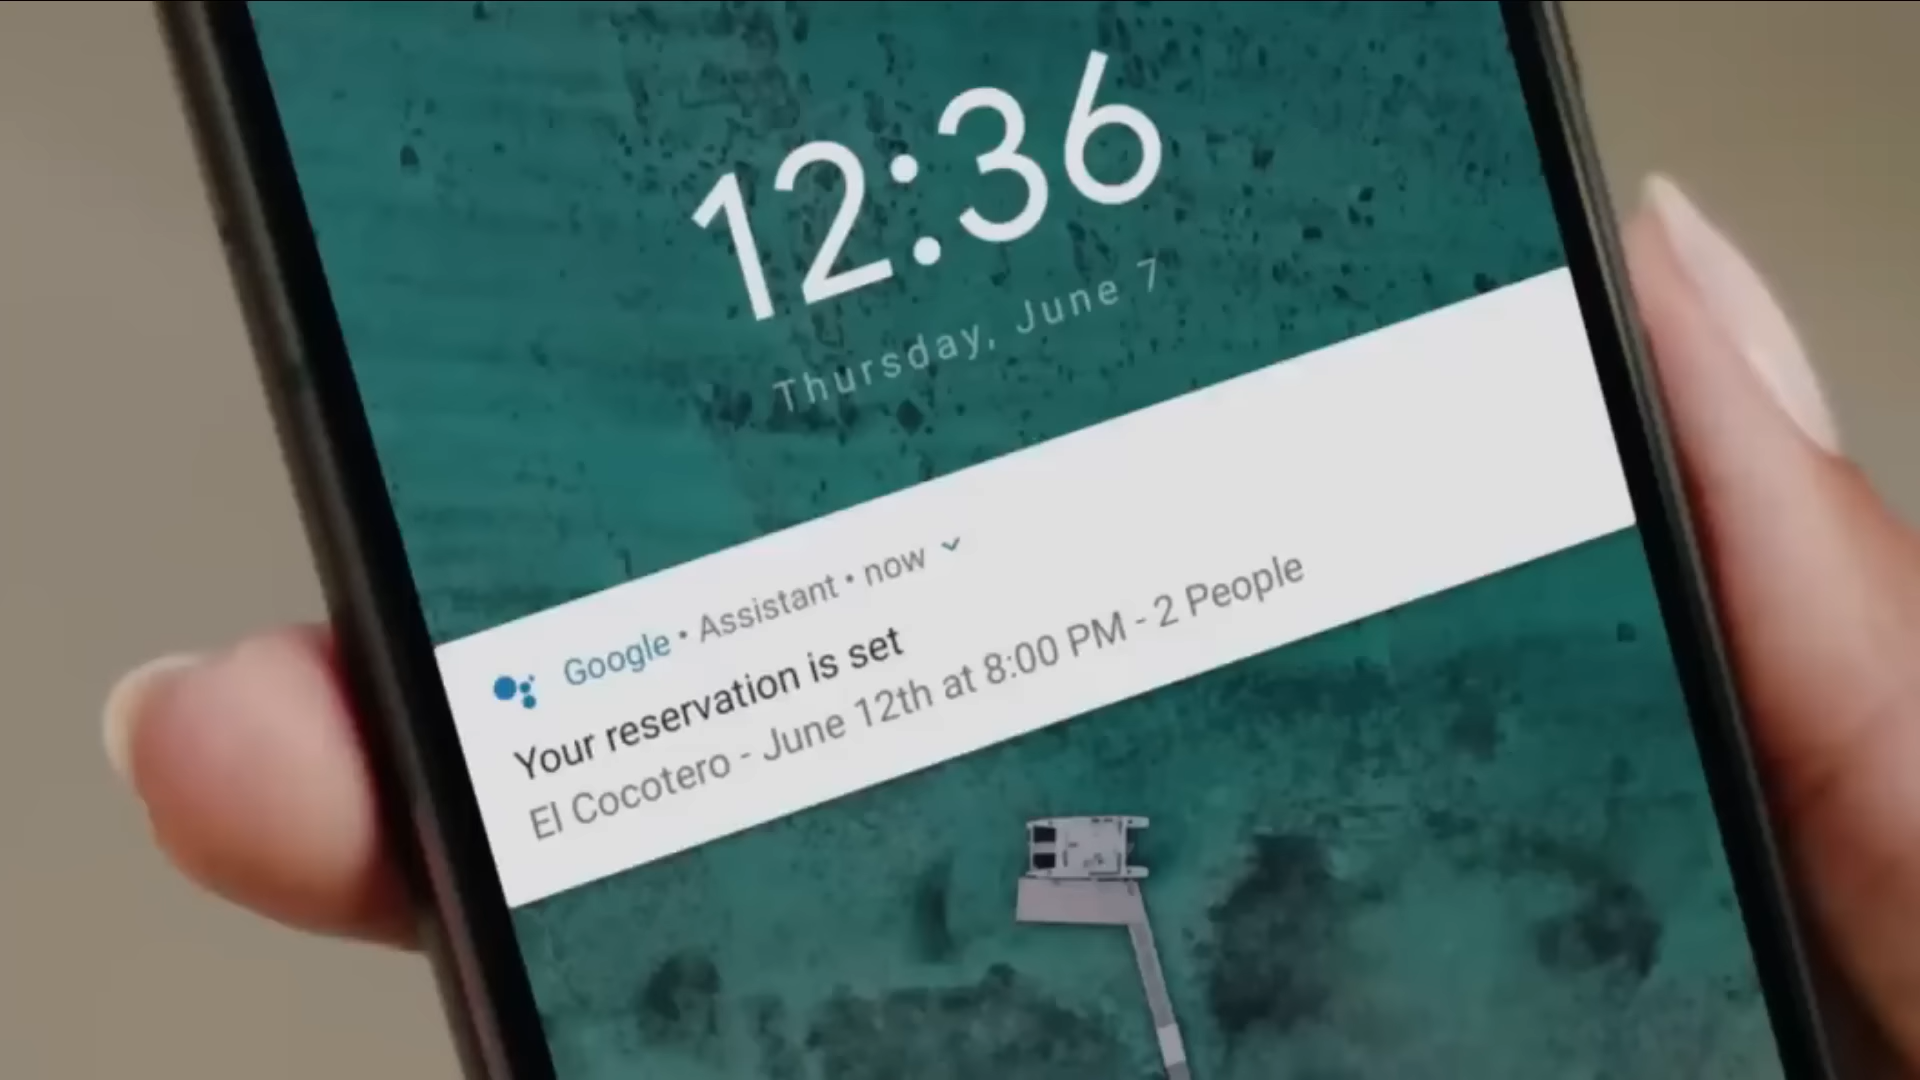 12:36
Thursday, June 7
Google • Assistant • now
Your reservation is set
El Cocotero - June 12th at 8:00 PM - 2 People